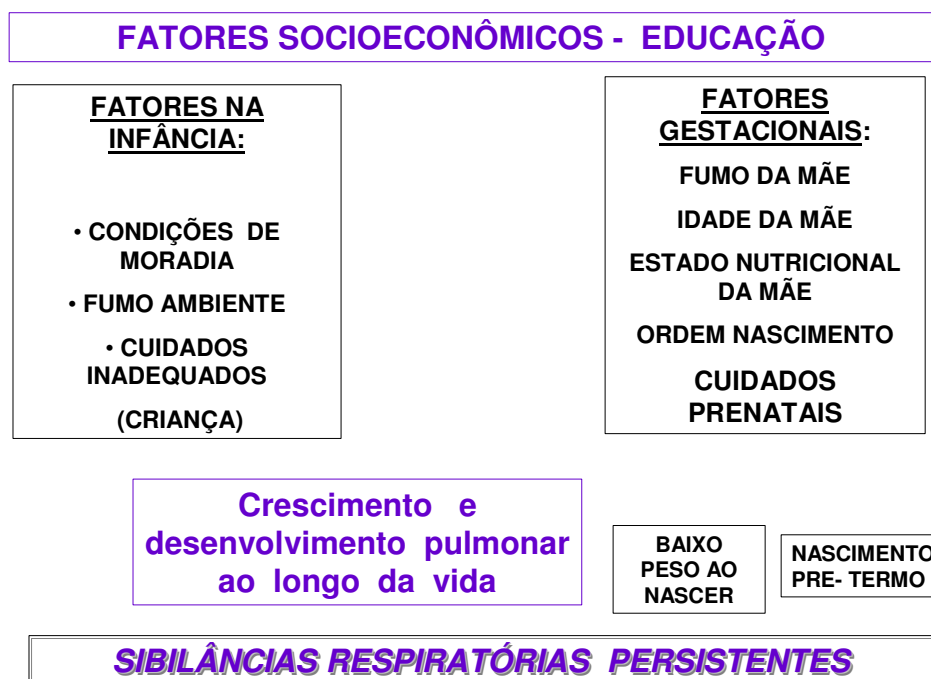 FATORES SOCIOECONÔMICOS - EDUCAÇÃO
FATORES NA
INFÂNCIA:
• CONDIÇÕES DE
MORADIA
• FUMO AMBIENTE
• CUIDADOS
INADEQUADOS
(CRIANÇA)
FATORES
GESTACIONAIS:
FUMO DA MÃE
IDADE DA MÃE
ESTADO NUTRICIONAL
DA MÃE
ORDEM NASCIMENTO
CUIDADOS
PRENATAIS
Crescimento e
desenvolvimento pulmonar
ao longo da vida
BAIXO
PESO AO
NASCER
NASCIMENTO
PRE- TERMO
SIBILÂNCIAS RESPIRATÓRIAS PERSISTENTES